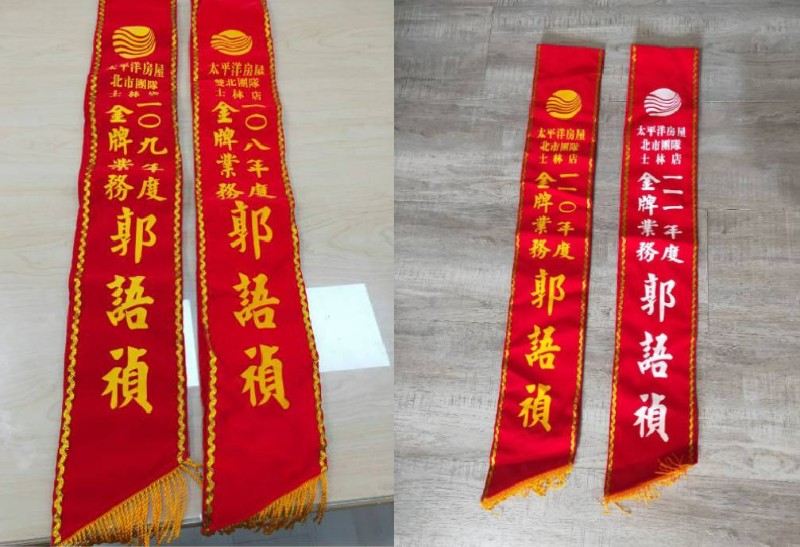 太平洋房屋
北市團隊
士林店
一〇九年度
金牌業務
郭語禎
太平洋房屋
雙北團隊
士林店
一〇八年度
金牌業務
郭語禎
太平洋房屋
北市團隊
士林店
一一〇年度
金牌業務
郭語禎
太平洋房屋
北市團隊
士林店
一一一年度
金牌業務
郭語禎